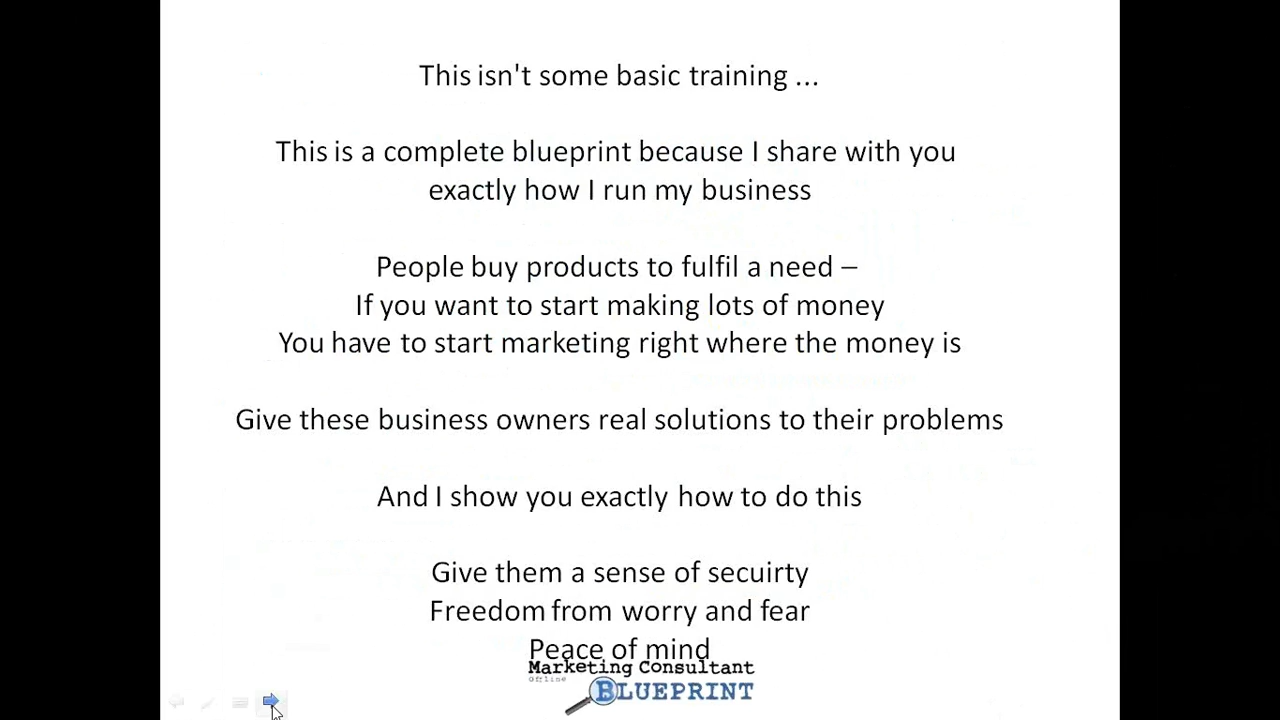 This isn't some basic training ...
This is a complete blueprint because I share with you
exactly how I run my business
People buy products to fulfil a need –
If you want to start making lots of money
You have to start marketing right where the money is
Give these business owners real solutions to their problems
And I show you exactly how to do this
Give them a sense of secuirty
Freedom from worry and fear
Peace of mind
Marketing Consultant
Offline
BLUEPRINT